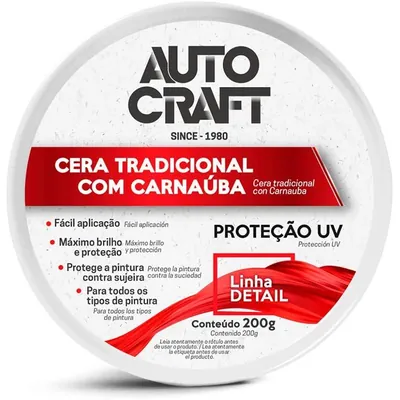 AUTO
CRAFT
SINCE - 1980
CERA TRADICIONAL
COM CARNAÚBA
Cera tradicional
con Carnaúba
• Fácil aplicação Fácil aplicación
• Máximo brilho
e proteção
Máximo brillo
y protección
• Protege a pintura
contra sujeira
Protege la pintura
contra la suciedad
• Para todos os
tipos de pintura
Para todos los tipos
de pintura
PROTEÇÃO UV
Protección UV
Linha
DETAIL
Conteúdo 200g
Contenido 200g
Leia atentamente o rótulo antes
de usar o produto. / Lea atentamente
la etiqueta antes de usar
el producto.